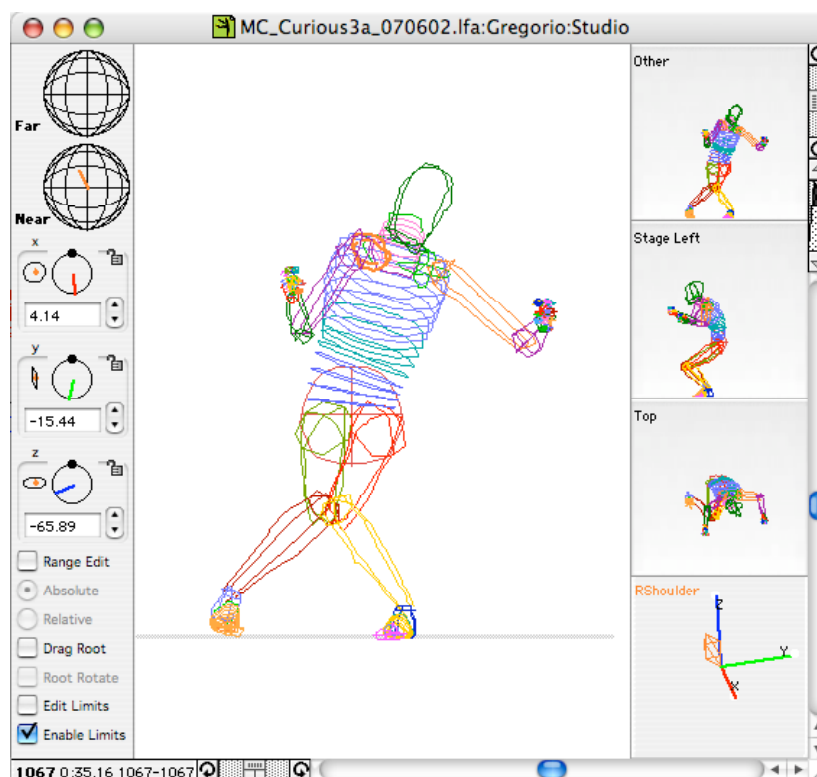 MC_Curious3a_070602.lfa:Gregorio:Studio
Far
Near
x
4.14
y
-15.44
z
-65.89
Range Edit
Absolute
Relative
Drag Root
Root Rotate
Edit Limits
Enable Limits
Other
Stage Left
Top
RShoulder
Z
Y
X
1067 0:35.16 1067-1067